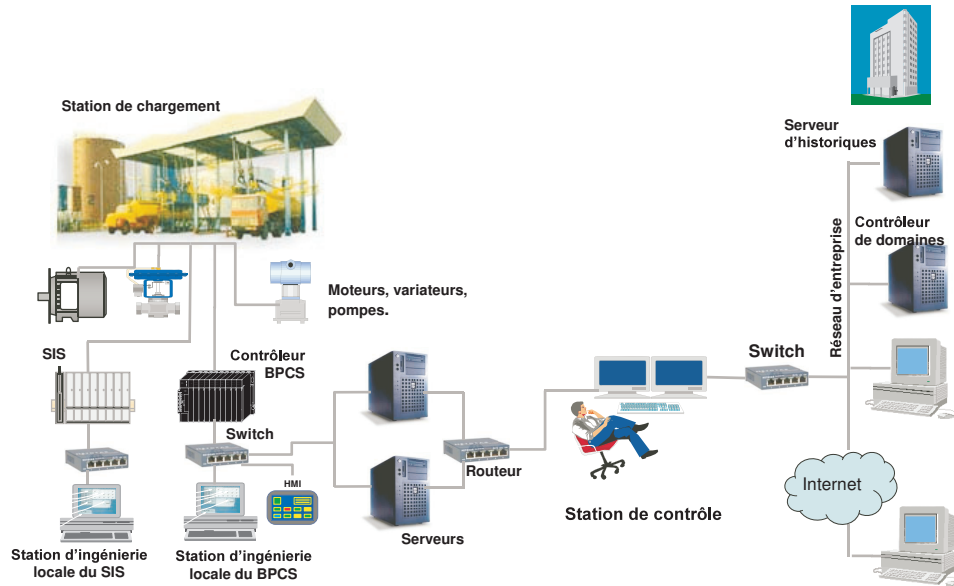 Station de chargement
Serveur
d'historiques
Contrôleur
de domaines
Réseau d'entreprise
Moteurs, variateurs,
pompes.
SIS
Contrôleur
BPCS
Switch
Switch
HMI
Routeur
Internet
Station de contrôle
Serveurs
Station d'ingénierie
locale du SIS
Station d'ingénierie
locale du BPCS